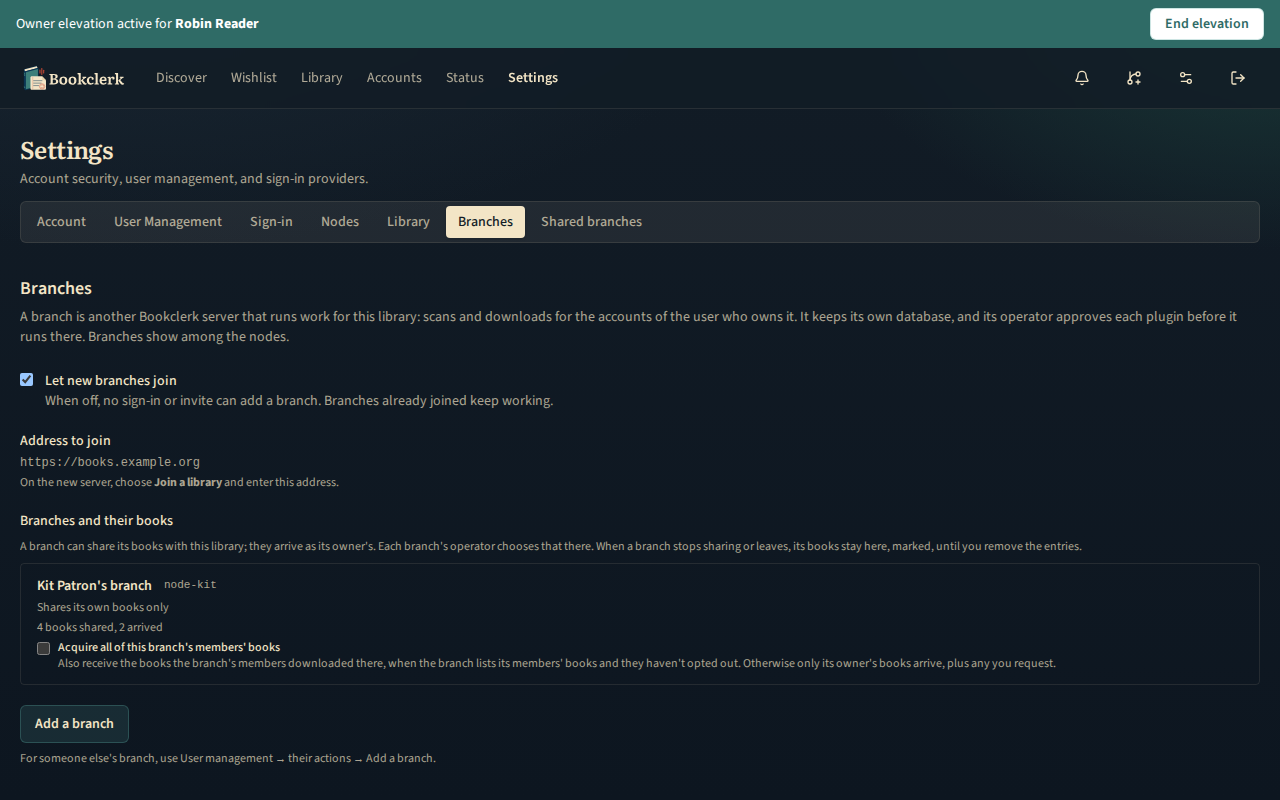 Owner elevation active for Robin Reader
End elevation
Bookclerk
Discover
Wishlist
Library
Accounts
Status
Settings
Settings
Account security, user management, and sign-in providers.
Account
User Management
Sign-in
Nodes
Library
Branches
Shared branches
Branches
A branch is another Bookclerk server that runs work for this library: scans and downloads for the accounts of the user who owns it. It keeps its own database, and its operator approves each plugin before it
runs there. Branches show among the nodes.
Let new branches join
When off, no sign-in or invite can add a branch. Branches already joined keep working.
Address to join
https://books.example.org
On the new server, choose Join a library and enter this address.
Branches and their books
A branch can share its books with this library; they arrive as its owner's. Each branch's operator chooses that there. When a branch stops sharing or leaves, its books stay here, marked, until you remove the entries.
Kit Patron's branch node-kit
Shares its own books only
4 books shared, 2 arrived
Acquire all of this branch's members' books
Also receive the books the branch's members downloaded there, when the branch lists its members' books and they haven't opted out. Otherwise only its owner's books arrive, plus any you request.
Add a branch
For someone else's branch, use User management → their actions → Add a branch.